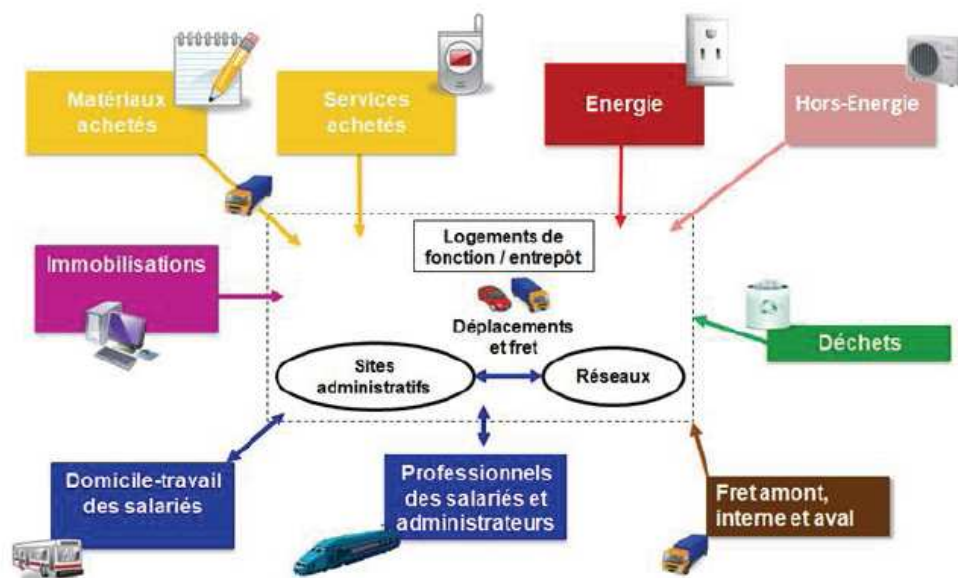 Matériaux
achetés
Services
achetés
Energie
Hors-Energie
Logements de
fonction / entrepôt
Immobilisations
Déplacements
et fret
Déchets
Sites
administratifs
Réseaux
Domicile-travail
des salariés
Professionnels
des salariés et
administrateurs
Fret amont,
interne et aval